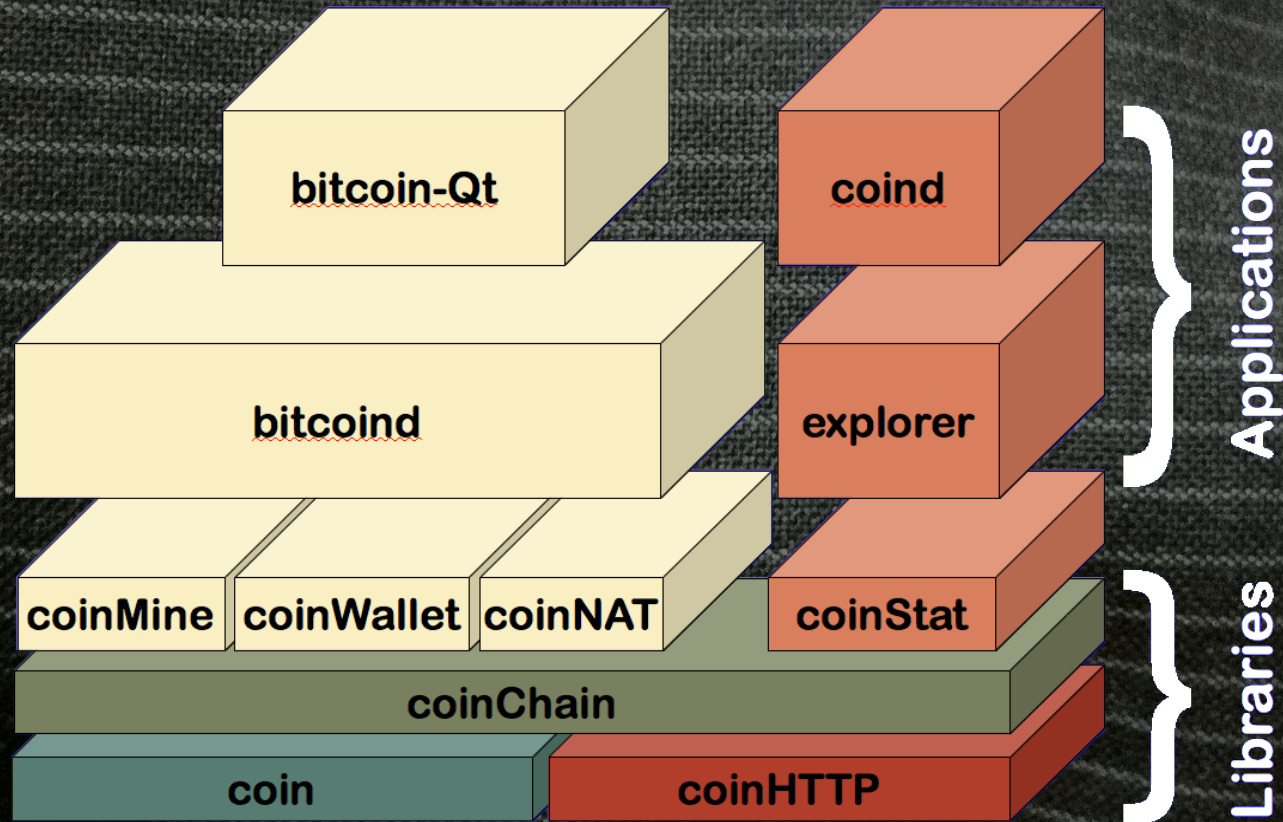 bitcoin-Qt
coind
bitcoind
explorer
Applications
coinMine
coinWallet
coinNAT
coinStat
coinChain
coin
coinHTTP
Libraries